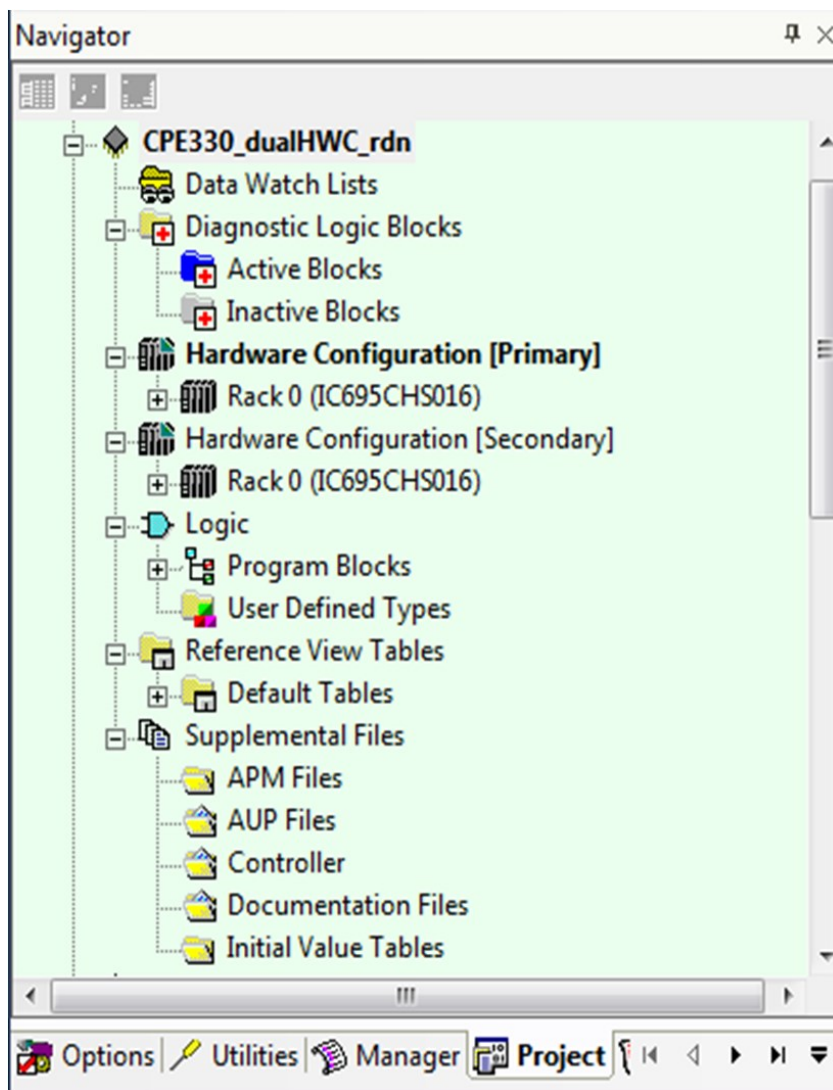 Navigator
CPE330_dualHWC_rdn
Data Watch Lists
Diagnostic Logic Blocks
Active Blocks
Inactive Blocks
Hardware Configuration [Primary]
Rack 0 (IC695CHS016)
Hardware Configuration [Secondary]
Rack 0 (IC695CHS016)
Logic
Program Blocks
User Defined Types
Reference View Tables
Default Tables
Supplemental Files
APM Files
AUP Files
Controller
Documentation Files
Initial Value Tables
Options Utilities Manager Project